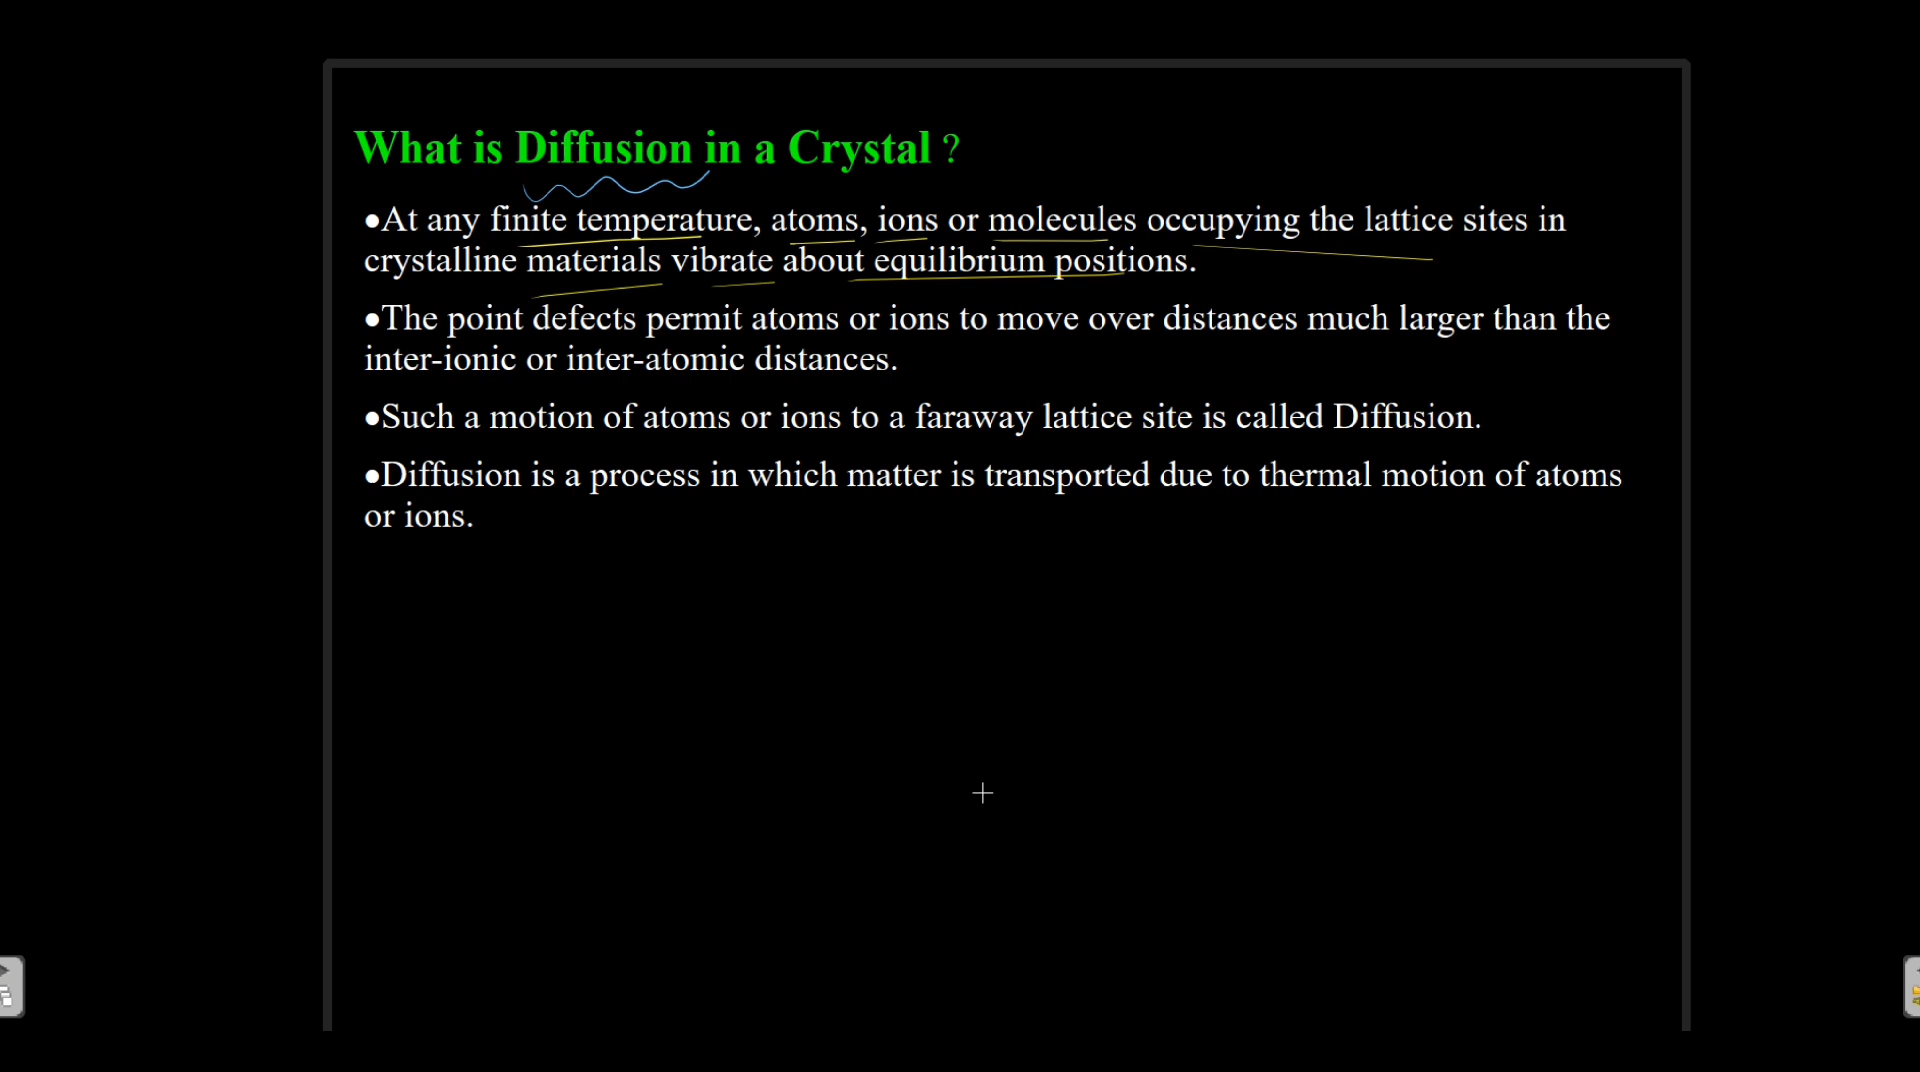 What is Diffusion in a Crystal ?
●At any finite temperature, atoms, ions or molecules occupying the lattice sites in
crystalline materials vibrate about equilibrium positions.
●The point defects permit atoms or ions to move over distances much larger than the
inter-ionic or inter-atomic distances.
●Such a motion of atoms or ions to a faraway lattice site is called Diffusion.
●Diffusion is a process in which matter is transported due to thermal motion of atoms
or ions.